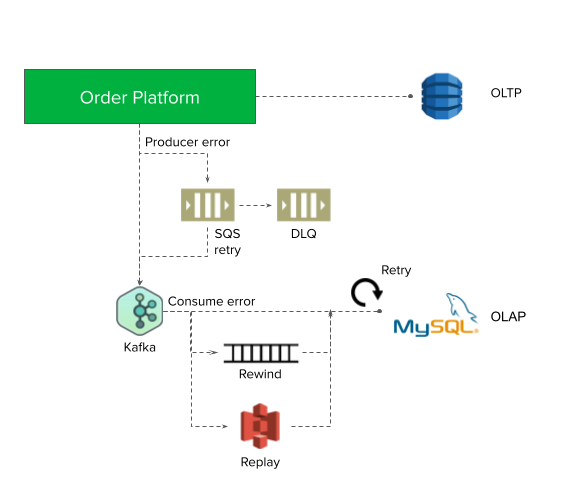 Order Platform
OLTP
Producer error
SQS
retry
DLQ
Retry
Consume error
MySQL
OLAP
Kafka
Rewind
Replay